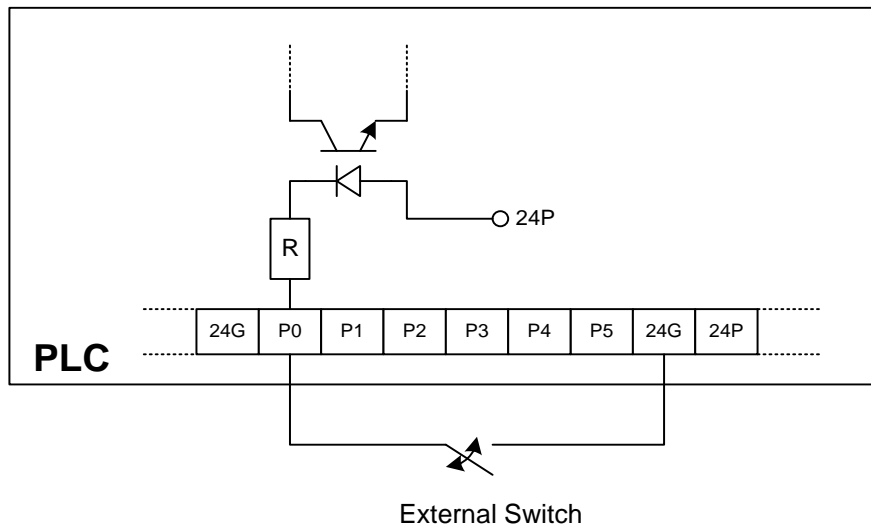 24P
R
24G P0 P1 P2 P3 P4 P5 24G 24P
PLC
External Switch